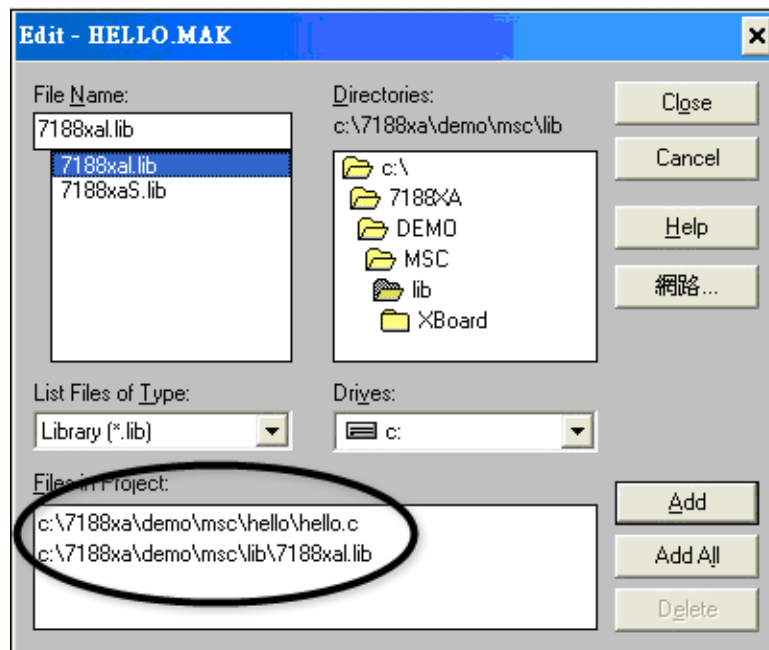 Edit - HELLO.MAK
File Name:
7188xal.lib
7188xal.lib
7188xaS.lib
Directories:
c:\7188xa\demo\msc\lib
c:\
7188XA
DEMO
MSC
lib
XBoard
Close
Cancel
Help
網路...
List Files of Type:
Library (*.lib)
Drives:
c:
Files in Project:
c:\7188xa\demo\msc\hello\hello.c
c:\7188xa\demo\msc\lib\7188xal.lib
Add
Add All
Delete